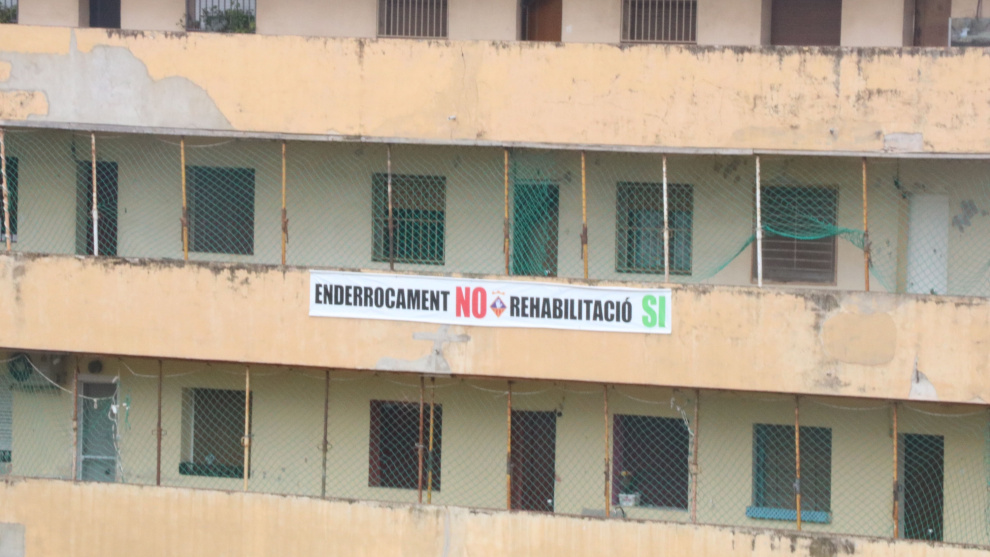 ENDERROCAMENT NO REHABILITACIÓ SI